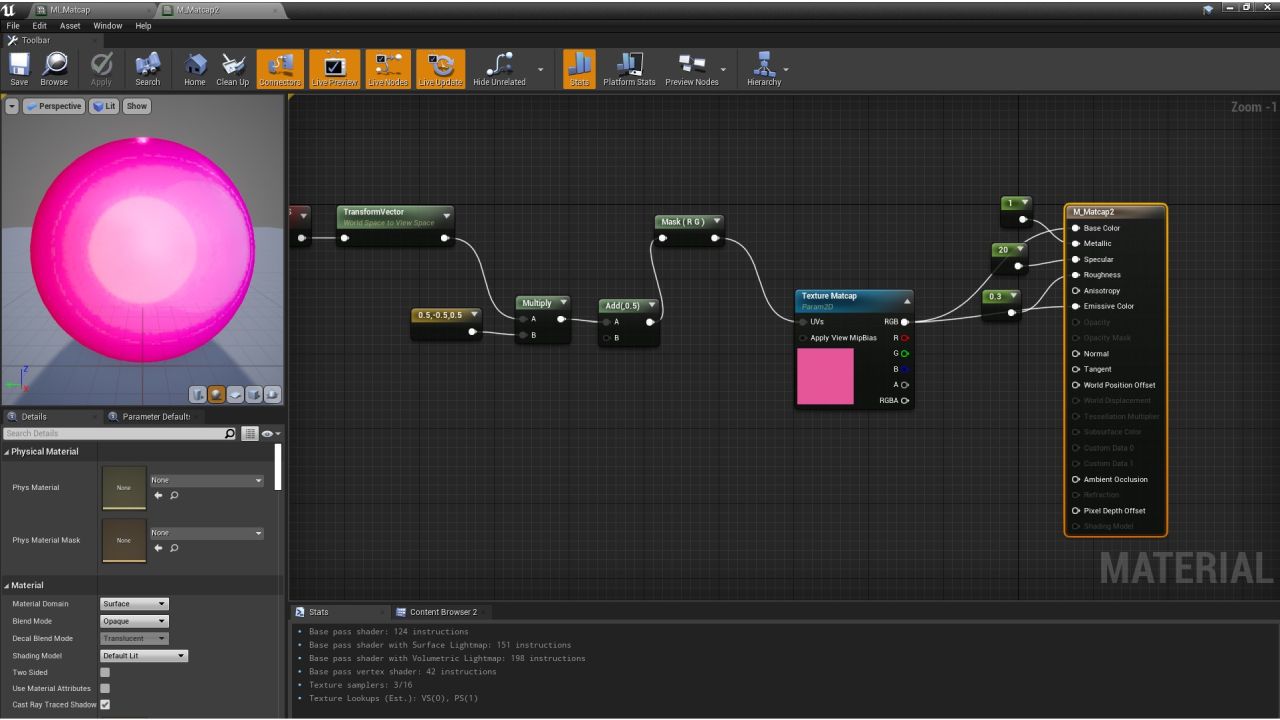 MI_Matcap
M_Matcap2
File Edit Asset Window Help
Toolbar
Save Browse Apply Search Home Clean Up Connectors Live Preview Live Nodes Live Update Hide Unrelated Stats Platform Stats Preview Nodes Hierarchy
Perspective Lit Show
Zoom -1
TransformVector
World Space to View Space
0.5,-0.5,0.5
Multiply
A
B
Add(,0.5)
A
B
Mask ( R G )
Texture Matcap
Param2D
UVs RGB
Apply View MipBias R
G
B
A
RGBA
1
20
0.3
M_Matcap2
Base Color
Metallic
Specular
Roughness
Anisotropy
Emissive Color
Opacity
Opacity Mask
Normal
Tangent
World Position Offset
World Displacement
Tessellation Multiplier
Subsurface Color
Custom Data 0
Custom Data 1
Ambient Occlusion
Refraction
Pixel Depth Offset
Shading Model
MATERIAL
Z
X
Details
Parameter Defaults
Search Details
Physical Material
Phys Material None None
Phys Material Mask None None
Material
Material Domain Surface
Blend Mode Opaque
Decal Blend Mode Translucent
Shading Model Default Lit
Two Sided
Use Material Attributes
Cast Ray Traced Shadow
Stats
Content Browser 2
Base pass shader: 124 instructions
Base pass shader with Surface Lightmap: 151 instructions
Base pass shader with Volumetric Lightmap: 198 instructions
Base pass vertex shader: 42 instructions
Texture samplers: 3/16
Texture Lookups (Est.): VS(0), PS(1)